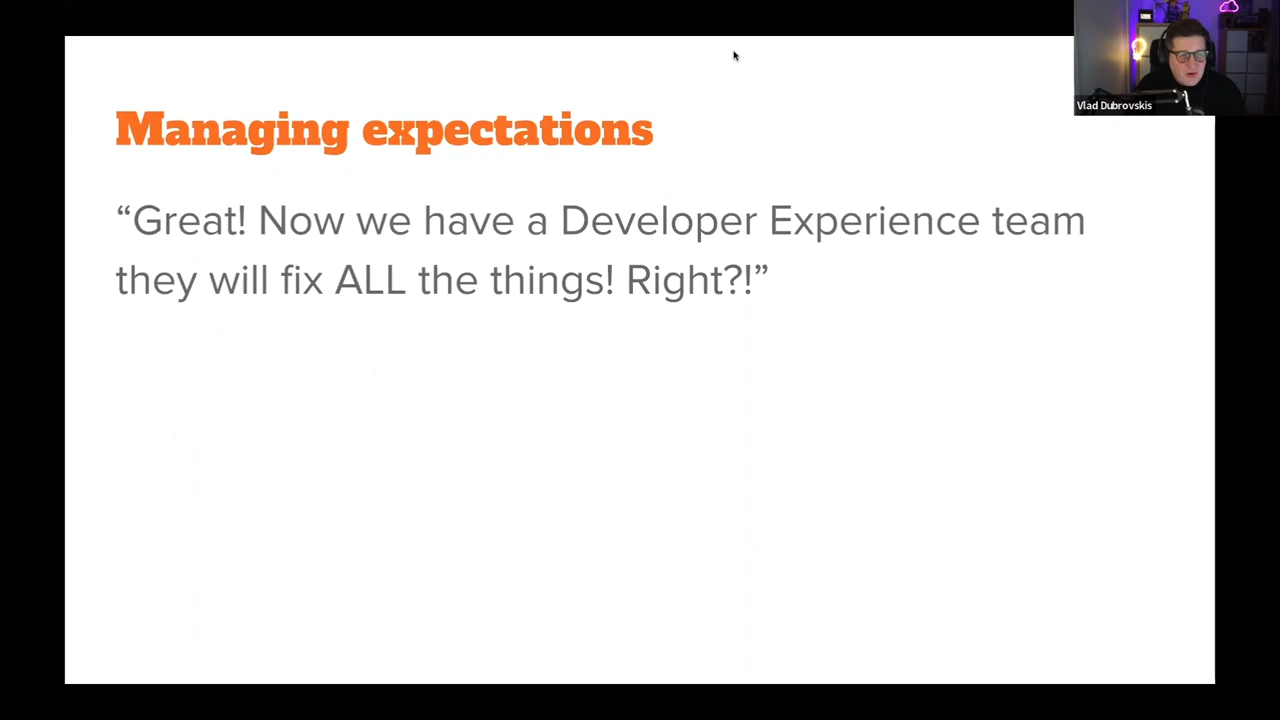 Vlad Dubrovskis
Managing expectations
“Great! Now we have a Developer Experience team
they will fix ALL the things! Right?!”